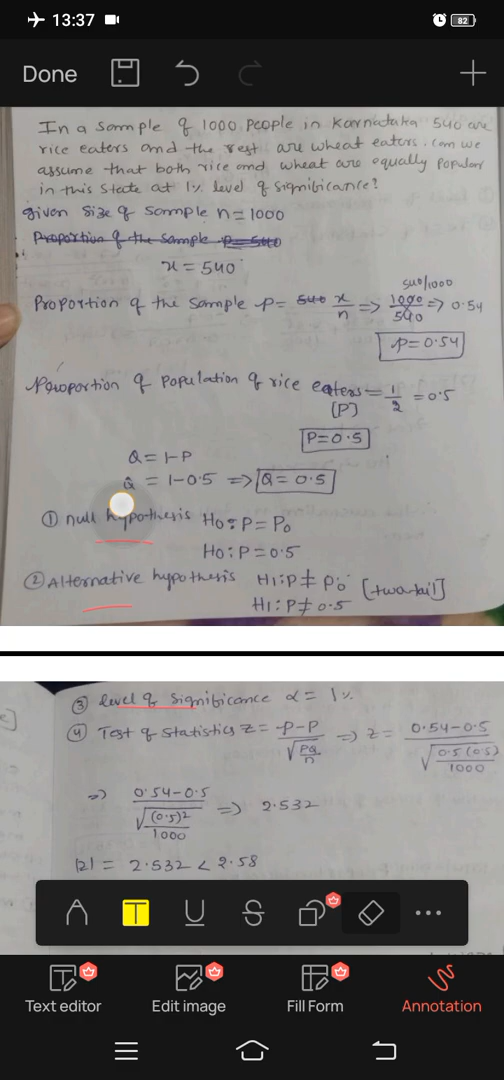 13:37
82
Done
In a sample of 1000 people in Karnataka 540 are
rice eaters and the rest are wheat eaters. can we
assume that both rice and wheat are equally popular
in this state at 1% level of significance?
given size of sample n=1000
Proportion of the sample p=540
x = 540
540/1000
Proportion of the sample p= 540 x/n => 1000/540 => 0.54
p=0.54
Proportion of population of rice eaters = 1/2 = 0.5
[P]
P=0.5
Q=1-P
Q = 1-0.5 => Q=0.5
① null hypothesis H0: P= P0
H0: P=0.5
② Alternative hypothesis H1: P≠ P0 [two-tail]
H1: P≠ 0.5
③ level of significance α = 1%
④ Test of Statistics z = p-P/√PQ/n => z = 0.54-0.5/√0.5(0.5)/1000
=> 0.54-0.5/√(0.5)2/1000 => 2.532
|z| = 2.532 < 2.58
T
U
S
Text editor
Edit image
Fill Form
Annotation